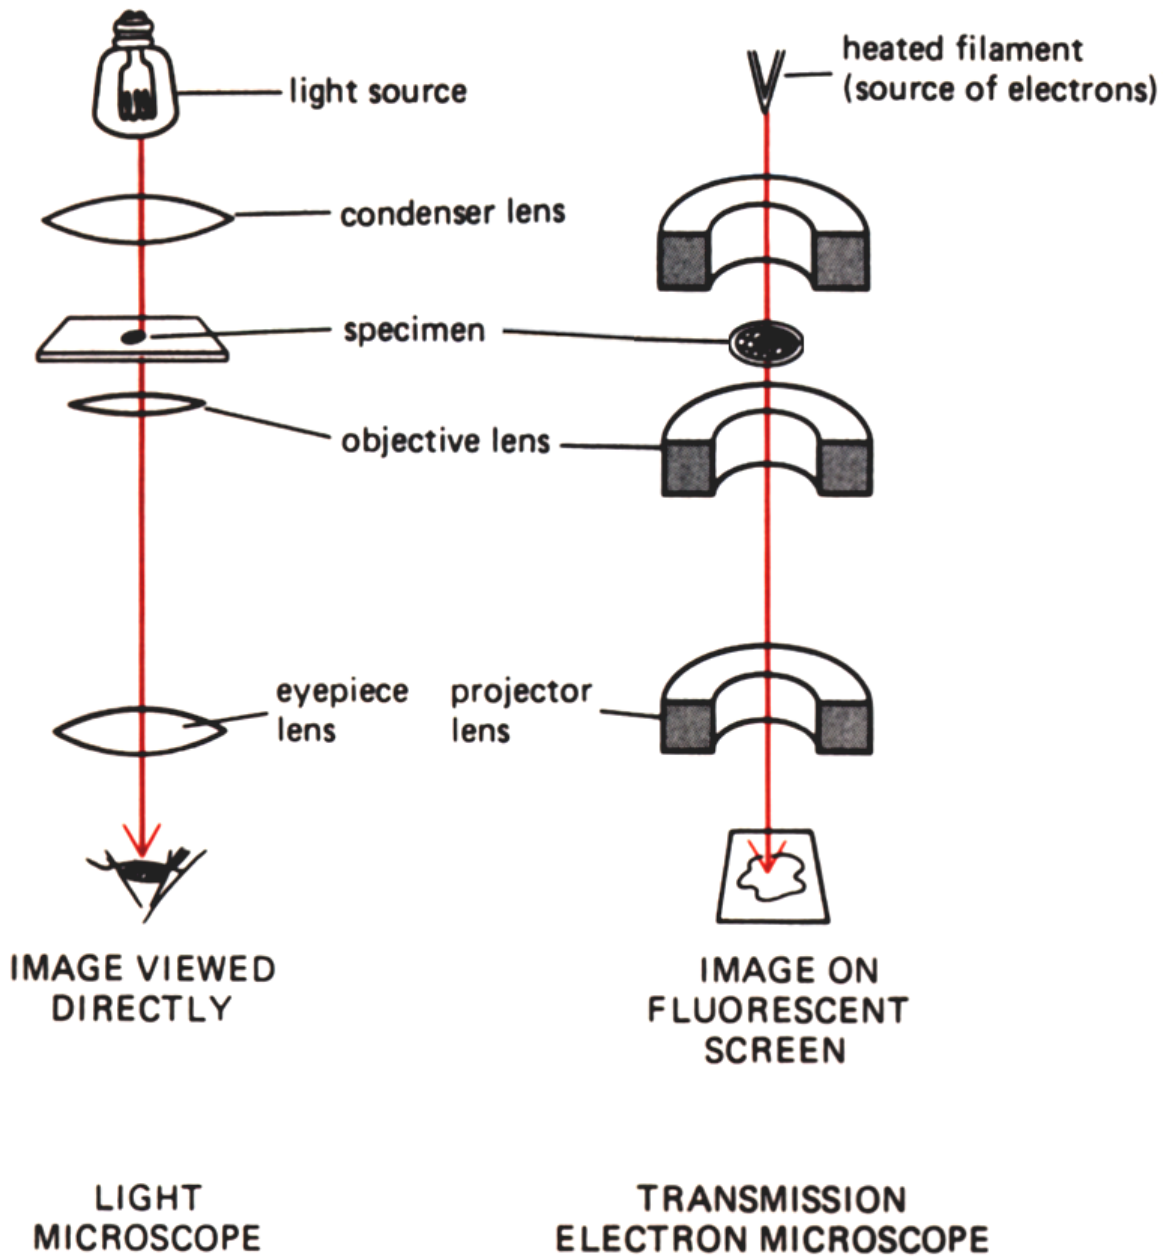 light source
heated filament
(source of electrons)
condenser lens
specimen
objective lens
eyepiece
lens
projector
lens
IMAGE VIEWED
DIRECTLY
IMAGE ON
FLUORESCENT
SCREEN
LIGHT
MICROSCOPE
TRANSMISSION
ELECTRON MICROSCOPE